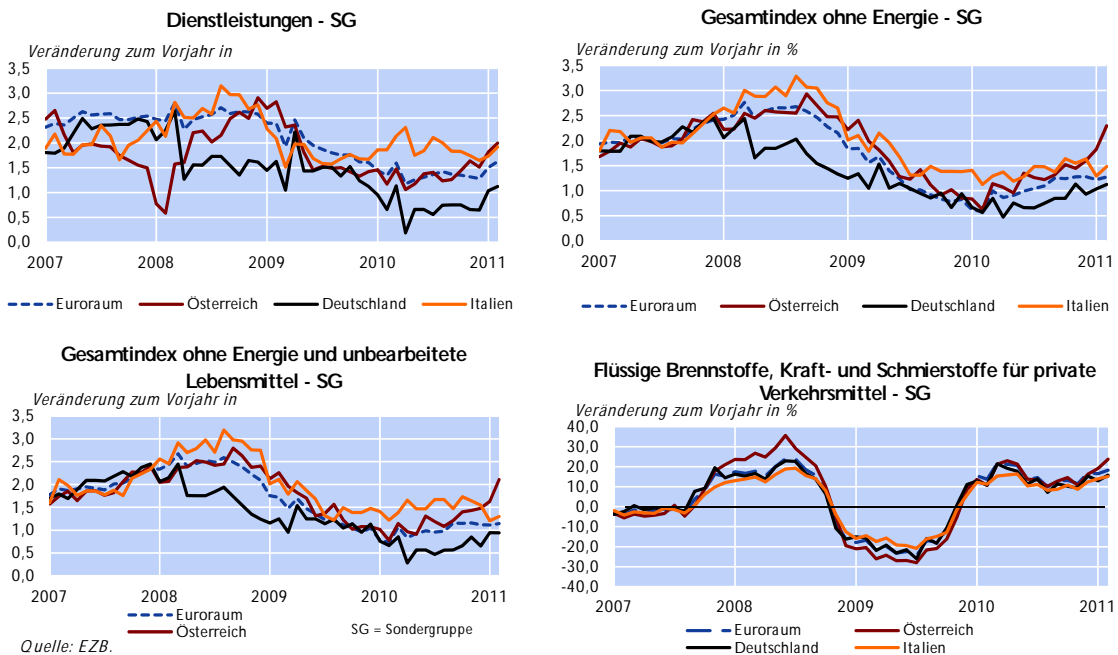 Dienstleistungen - SG
Veränderung zum Vorjahr in
3,5
3,0
2,5
2,0
1,5
1,0
0,5
0,0
2007 2008 2009 2010 2011
Euroraum Österreich Deutschland Italien
Gesamtindex ohne Energie - SG
Veränderung zum Vorjahr in %
3,5
3,0
2,5
2,0
1,5
1,0
0,5
0,0
2007 2008 2009 2010 2011
Euroraum Österreich Deutschland Italien
Gesamtindex ohne Energie und unbearbeitete
Lebensmittel - SG
Veränderung zum Vorjahr in
3,5
3,0
2,5
2,0
1,5
1,0
0,5
0,0
2007 2008 2009 2010 2011
Euroraum
Österreich
SG = Sondergruppe
Quelle: EZB.
Flüssige Brennstoffe, Kraft- und Schmierstoffe für private
Verkehrsmittel - SG
Veränderung zum Vorjahr in %
40,0
30,0
20,0
10,0
0,0
-10,0
-20,0
-30,0
-40,0
2007 2008 2009 2010 2011
Euroraum Österreich
Deutschland Italien